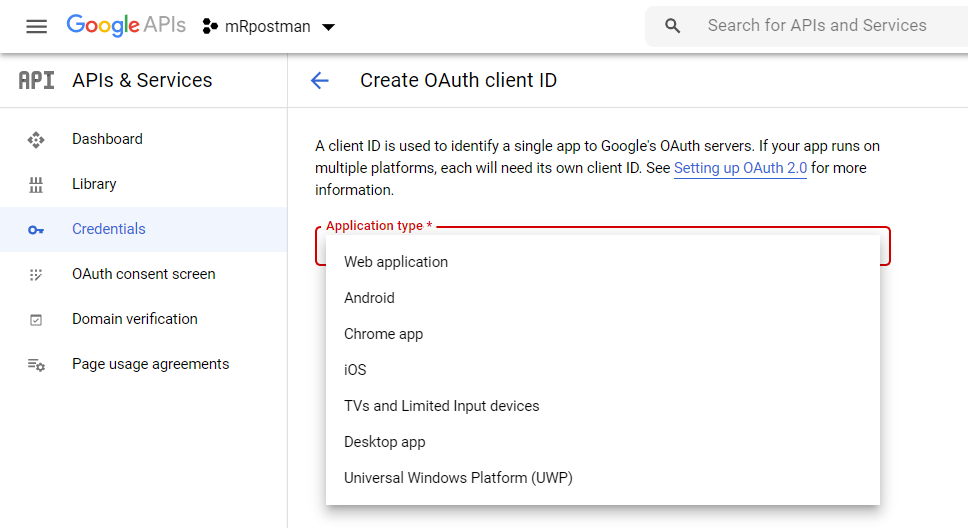 Google APIs mRpostman Search for APIs and Services
API APIs & Services
Create OAuth client ID
Dashboard
Library
Credentials
OAuth consent screen
Domain verification
Page usage agreements
A client ID is used to identify a single app to Google's OAuth servers. If your app runs on
multiple platforms, each will need its own client ID. See Setting up OAuth 2.0 for more
information.
Application type *
Web application
Android
Chrome app
iOS
TVs and Limited Input devices
Desktop app
Universal Windows Platform (UWP)